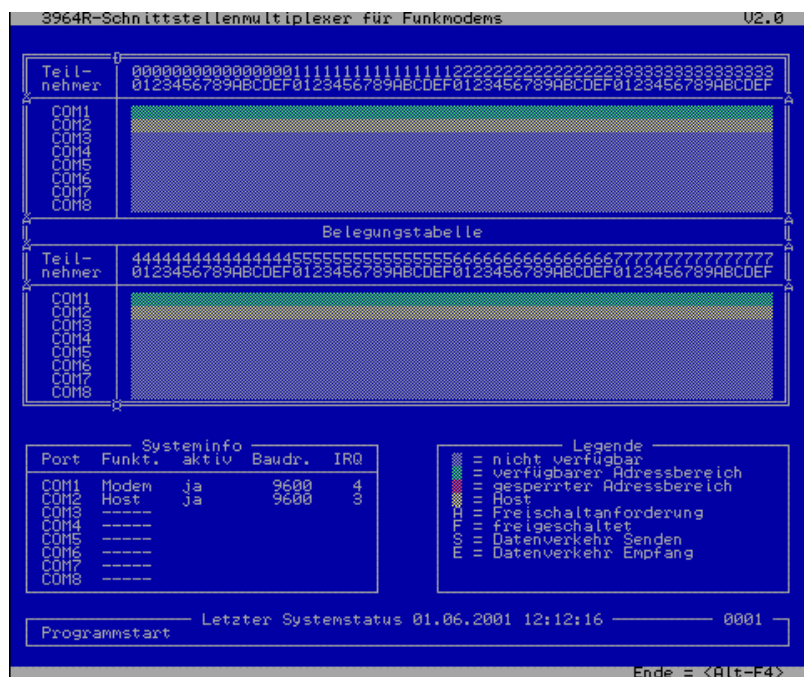 3964R-Schnittstellenmultiplexer für Funkmodems V2.0
Teil- 0000000000000000111111111111111122222222222222223333333333333333
nehmer 0123456789ABCDEF0123456789ABCDEF0123456789ABCDEF0123456789ABCDEF
COM1
COM2
COM3
COM4
COM5
COM6
COM7
COM8
Belegungstabelle
Teil- 4444444444444444555555555555555566666666666666667777777777777777
nehmer 0123456789ABCDEF0123456789ABCDEF0123456789ABCDEF0123456789ABCDEF
COM1
COM2
COM3
COM4
COM5
COM6
COM7
COM8
Systeminfo
Port Funkt. aktiv Baudr. IRQ
COM1 Modem ja 9600 4
COM2 Host ja 9600 3
COM3 -----
COM4 -----
COM5 -----
COM6 -----
COM7 -----
COM8 -----
Legende
= nicht verfügbar
= verfügbarer Adressbereich
= gesperrter Adressbereich
= Host
A = Freischaltanforderung
F = freigeschaltet
S = Datenverkehr Senden
E = Datenverkehr Empfang
Letzter Systemstatus 01.06.2001 12:12:16 0001
Programmstart
Ende = <Alt-F4>